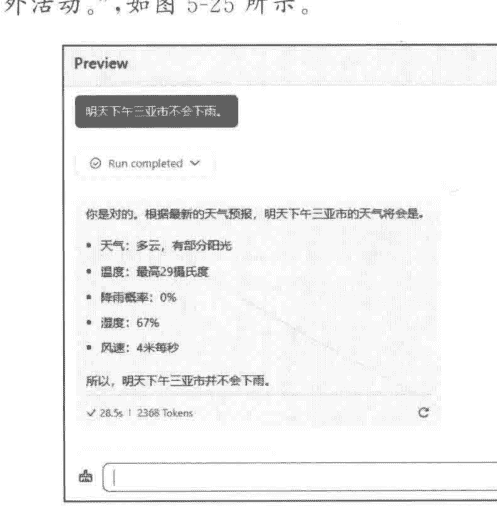 外活动。”,如图 5-25 所示。
Preview
明天下午三亚市不会下雨。
Run completed
你是对的。根据最新的天气预报，明天下午三亚市的天气将会是。
• 天气：多云，有部分阳光
• 温度：最高29摄氏度
• 降雨概率：0%
• 湿度：67%
• 风速：4米每秒
所以，明天下午三亚市并不会下雨。
28.5s | 2368 Tokens